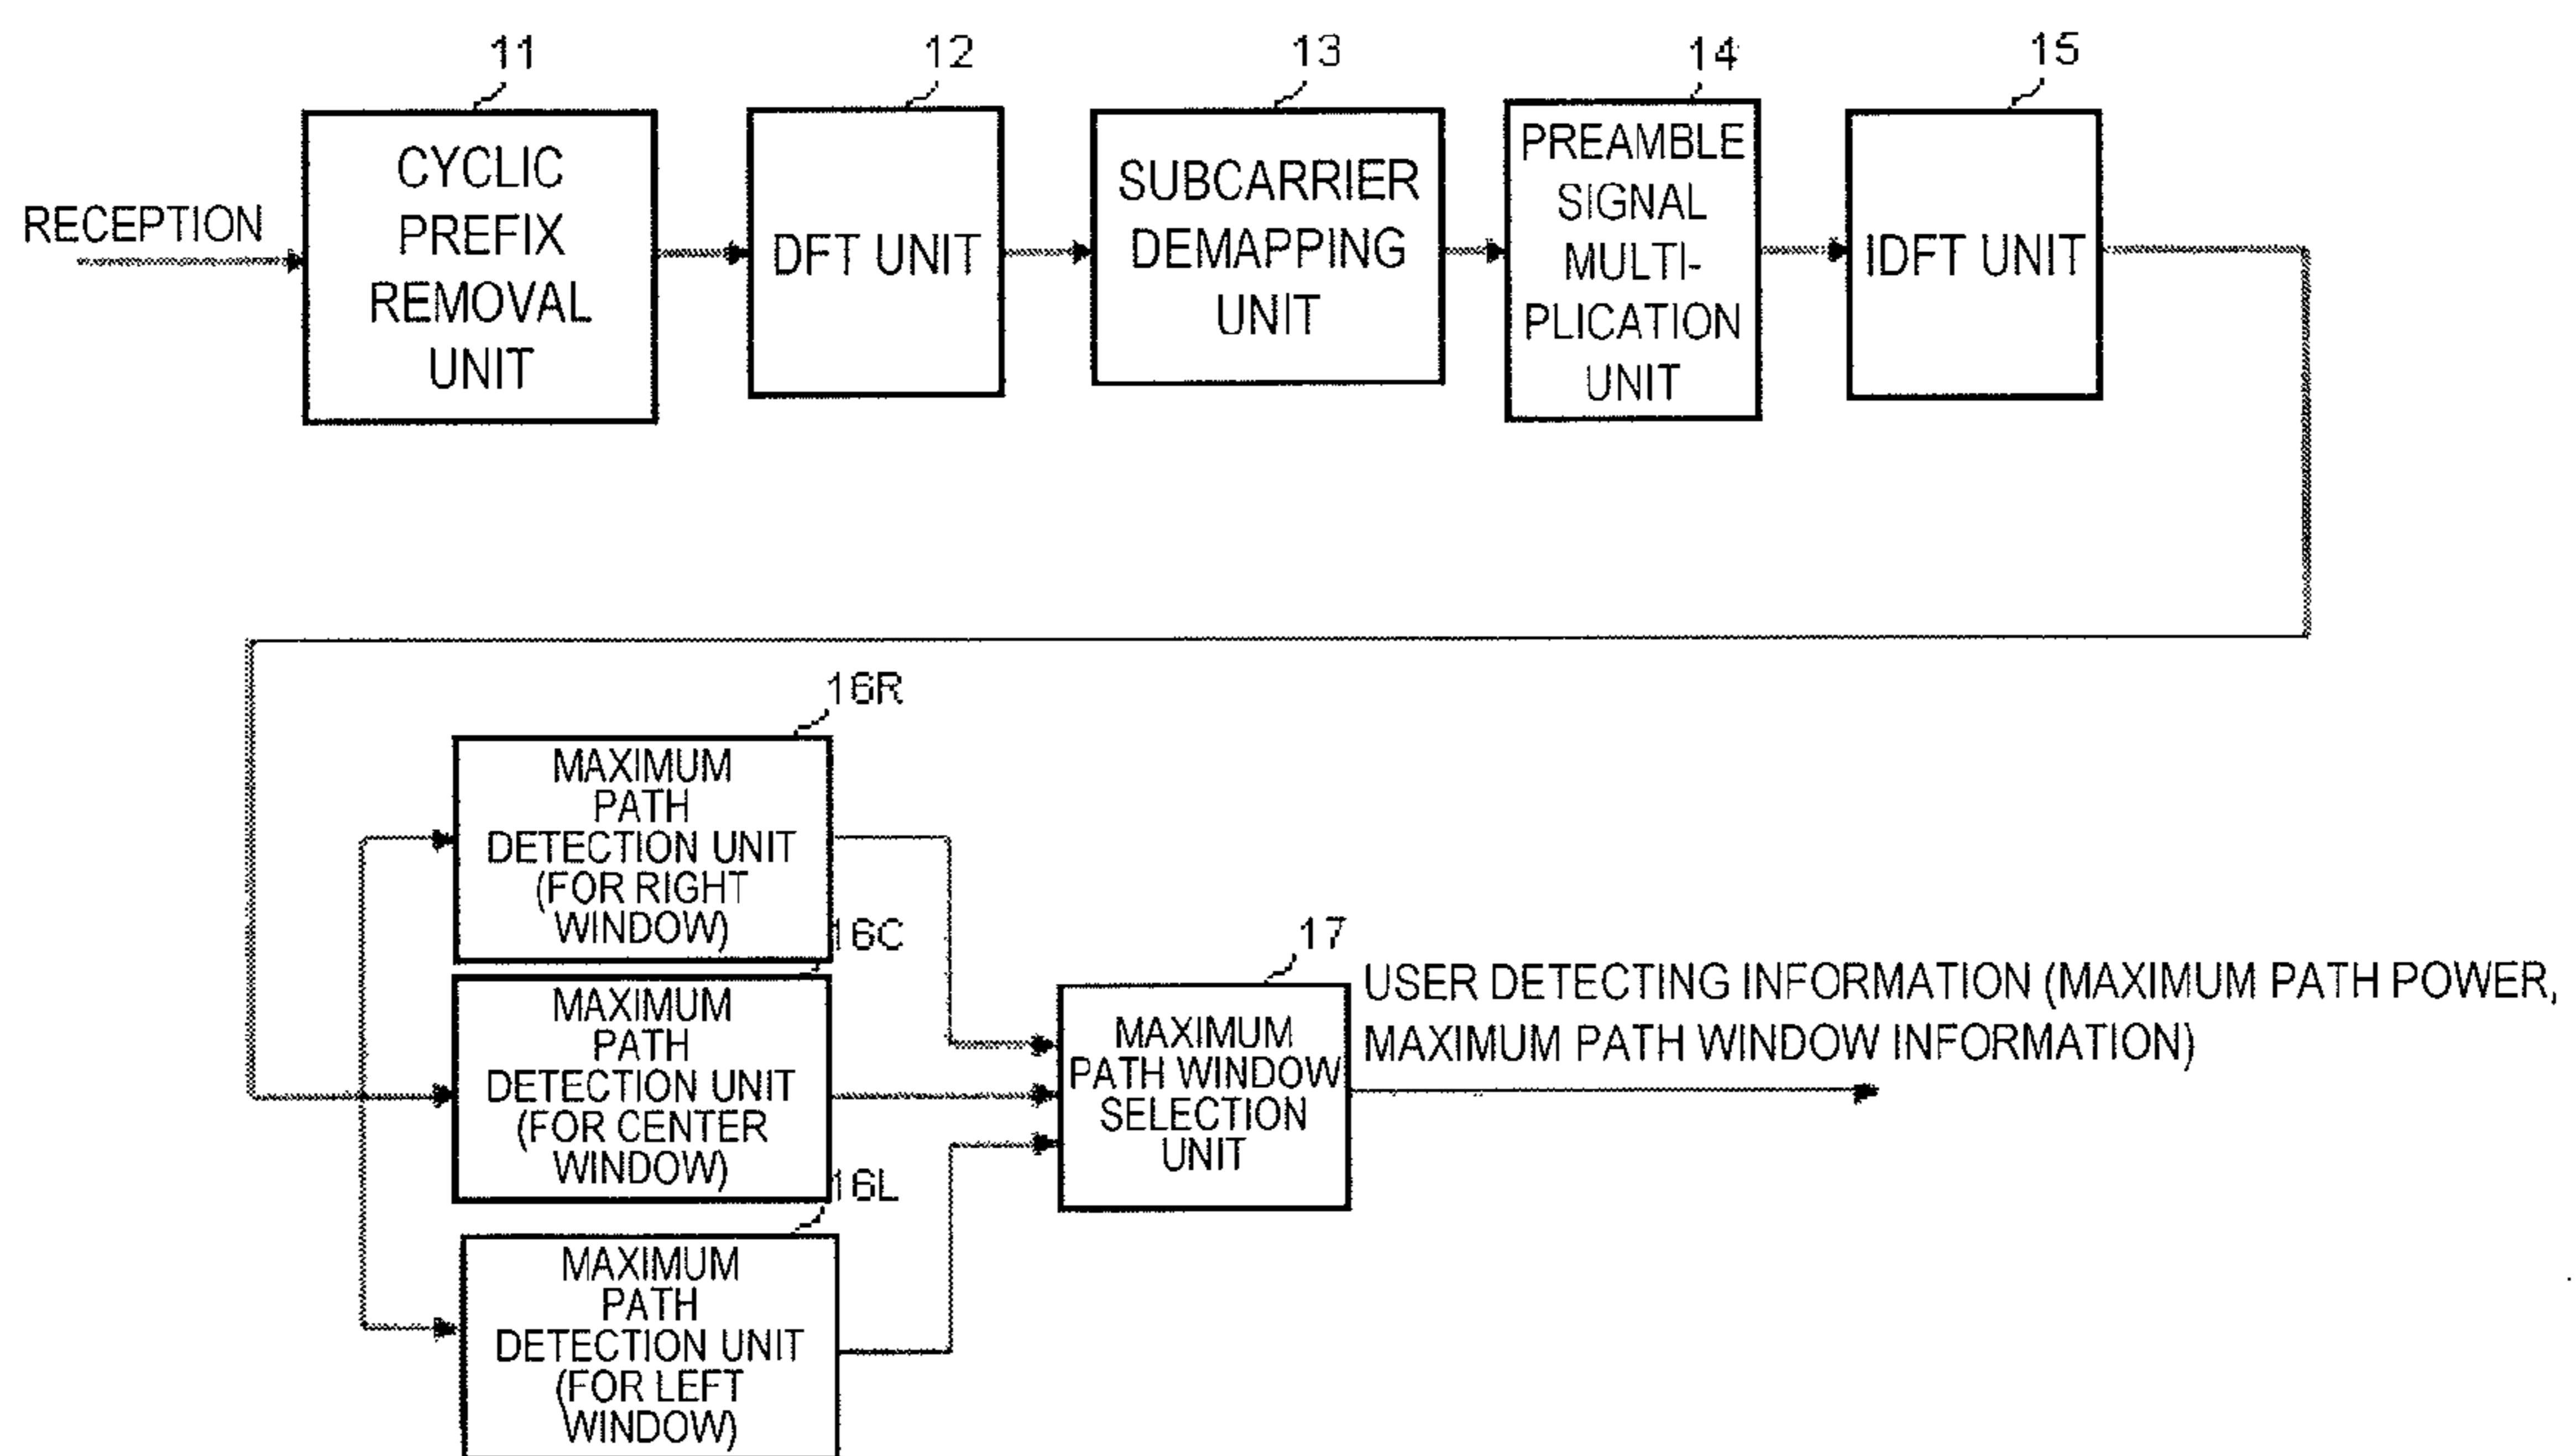 11
12
13
14
15
RECEPTION
CYCLIC
PREFIX
REMOVAL
UNIT
DFT UNIT
SUBCARRIER
DEMAPPING
UNIT
PREAMBLE
SIGNAL
MULTI-
PLICATION
UNIT
IDFT UNIT
16R
MAXIMUM
PATH
DETECTION UNIT
(FOR RIGHT
WINDOW)
16C
MAXIMUM
PATH
DETECTION UNIT
(FOR CENTER
WINDOW)
16L
MAXIMUM
PATH
DETECTION UNIT
(FOR LEFT
WINDOW)
17
MAXIMUM
PATH WINDOW
SELECTION
UNIT
USER DETECTING INFORMATION (MAXIMUM PATH POWER,
MAXIMUM PATH WINDOW INFORMATION)